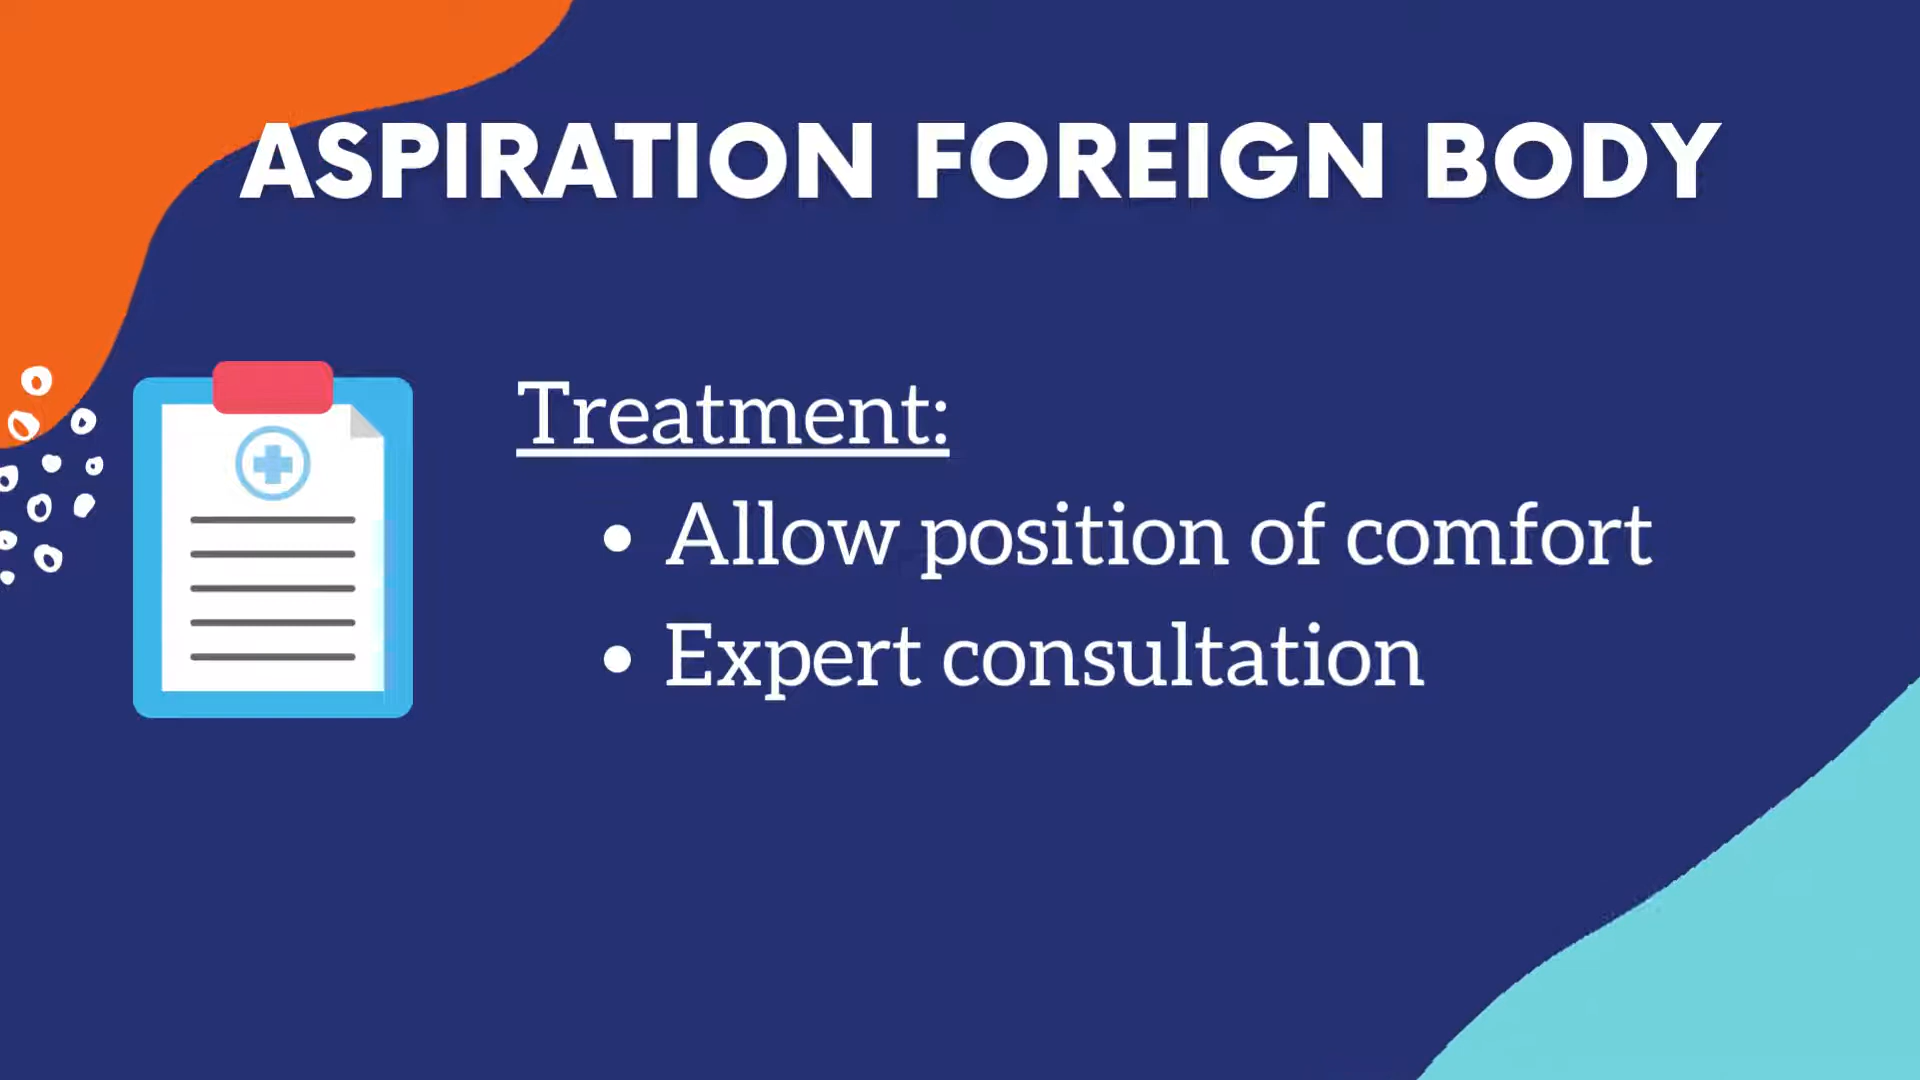 ASPIRATION FOREIGN BODY
Treatment:
• Allow position of comfort
• Expert consultation